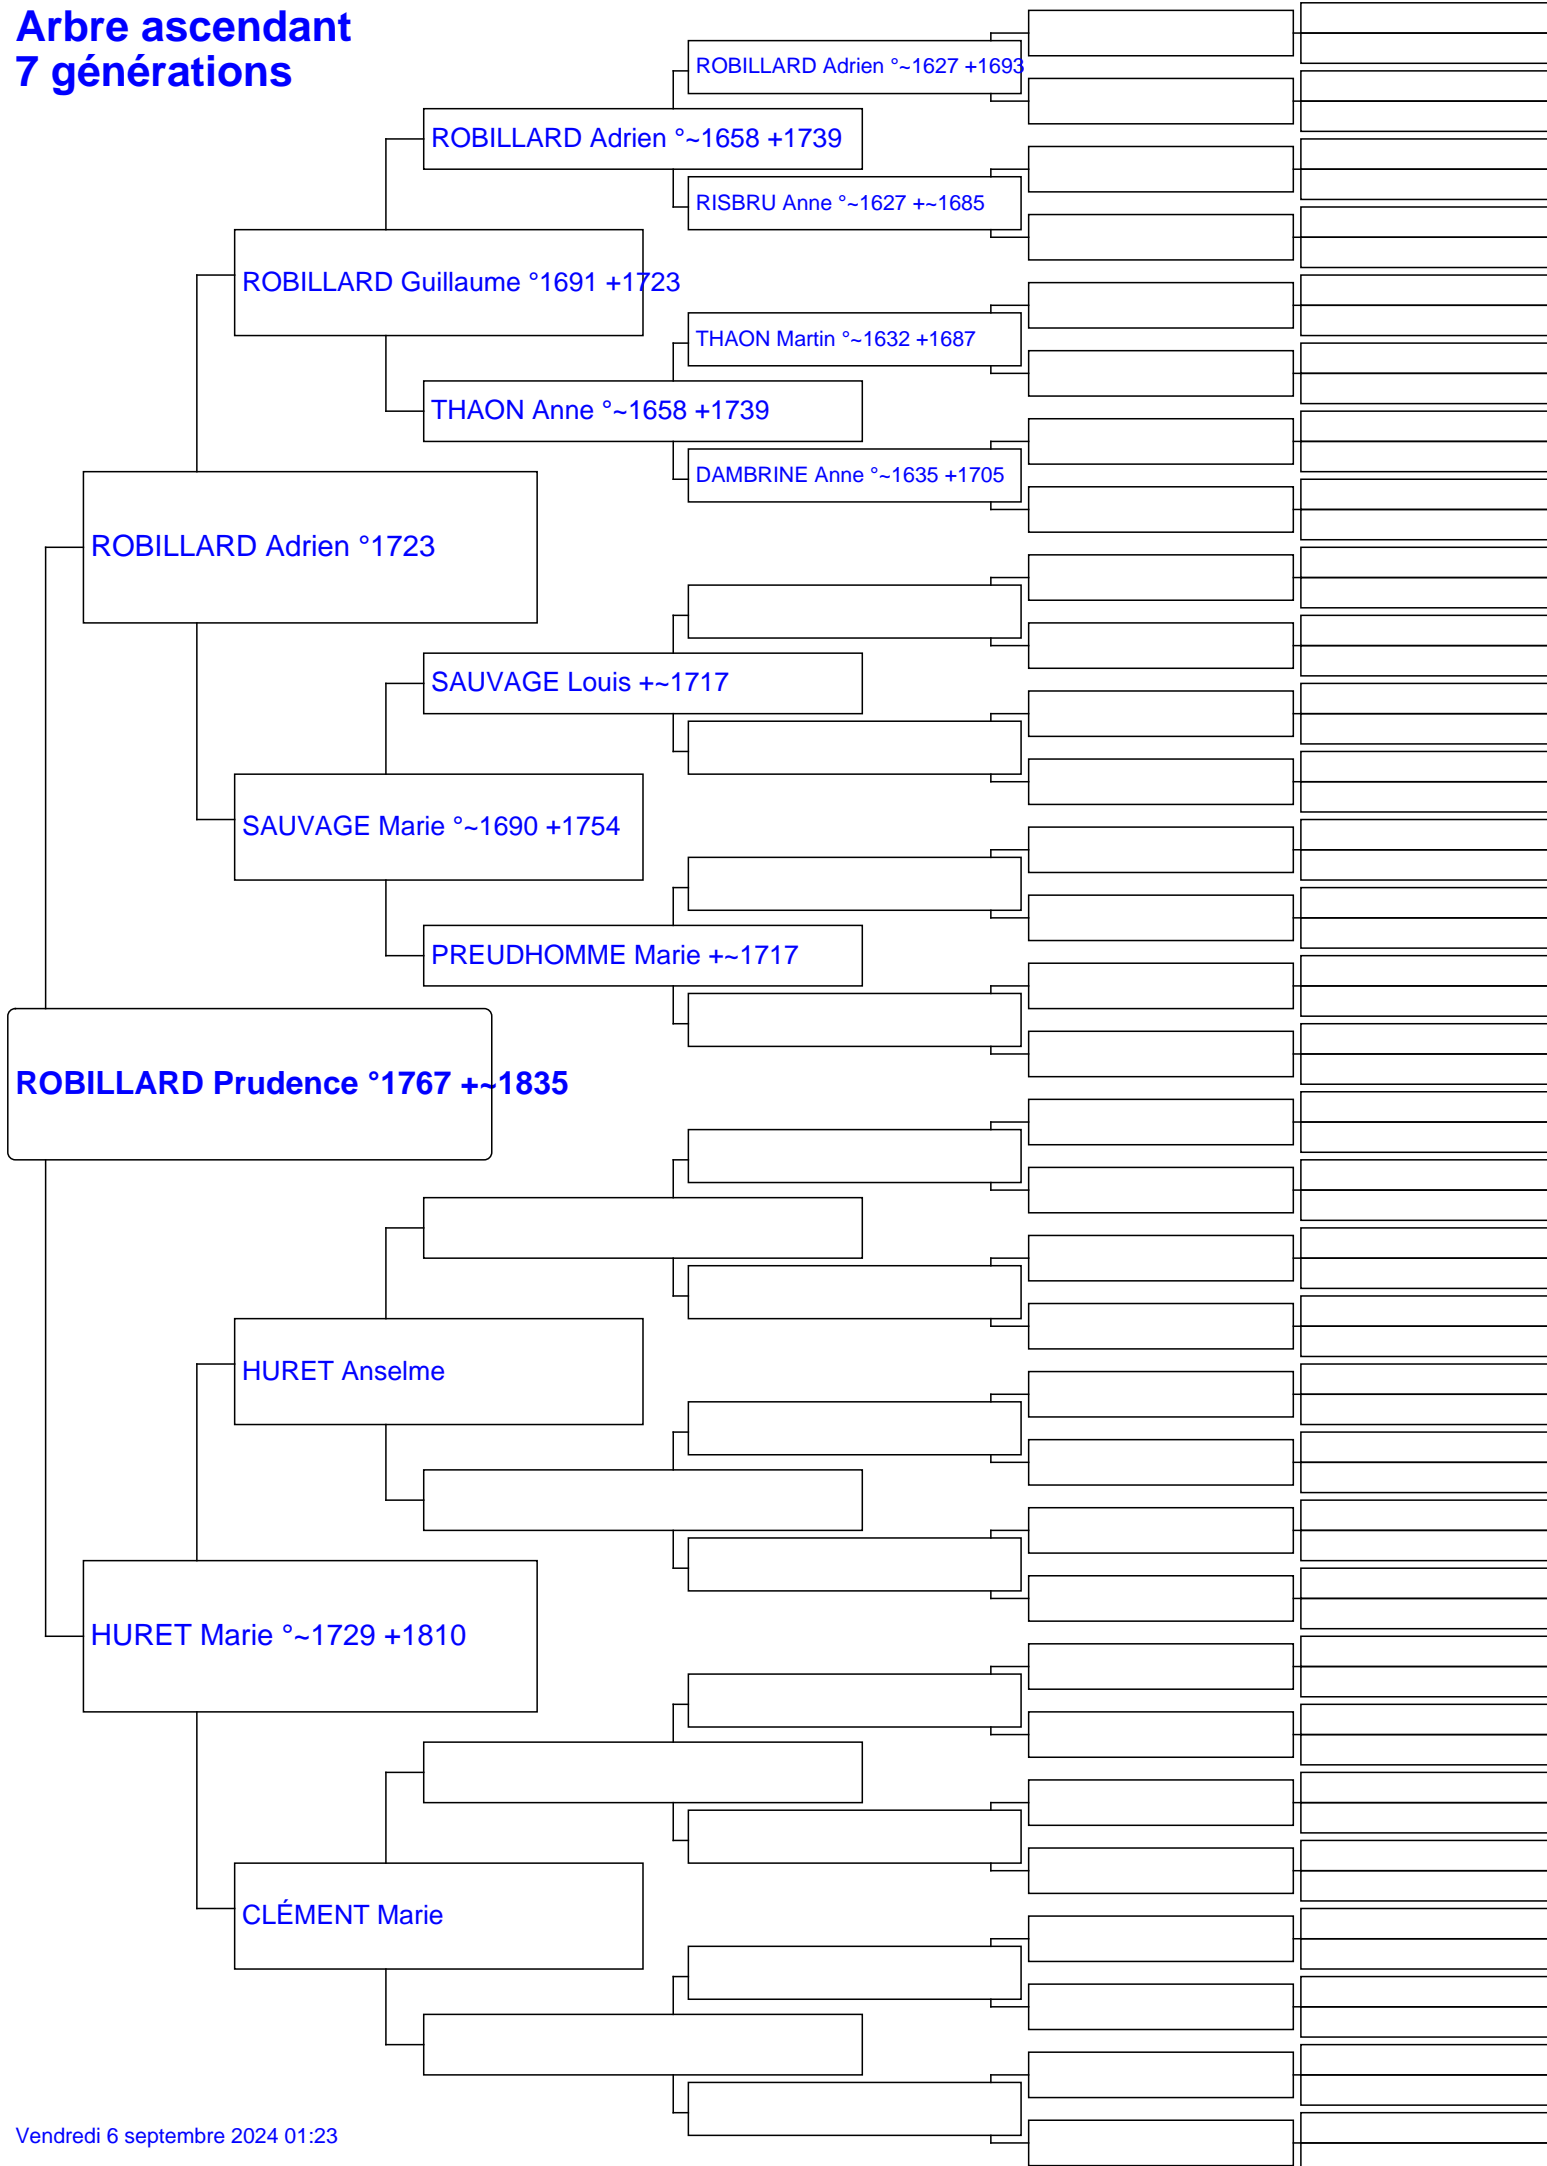 Arbre ascendant
7 générations
ROBILLARD Adrien °~1627 +1693
ROBILLARD Adrien °~1658 +1739
RISBRU Anne °~1627 +~1685
ROBILLARD Guillaume °1691 +1723
THAON Martin °~1632 +1687
THAON Anne °~1658 +1739
DAMBRINE Anne °~1635 +1705
ROBILLARD Adrien °1723
SAUVAGE Louis +~1717
SAUVAGE Marie °~1690 +1754
PREUDHOMME Marie +~1717
ROBILLARD Prudence °1767 +~1835
HURET Anselme
HURET Marie °~1729 +1810
CLÉMENT Marie
Vendredi 6 septembre 2024 01:23